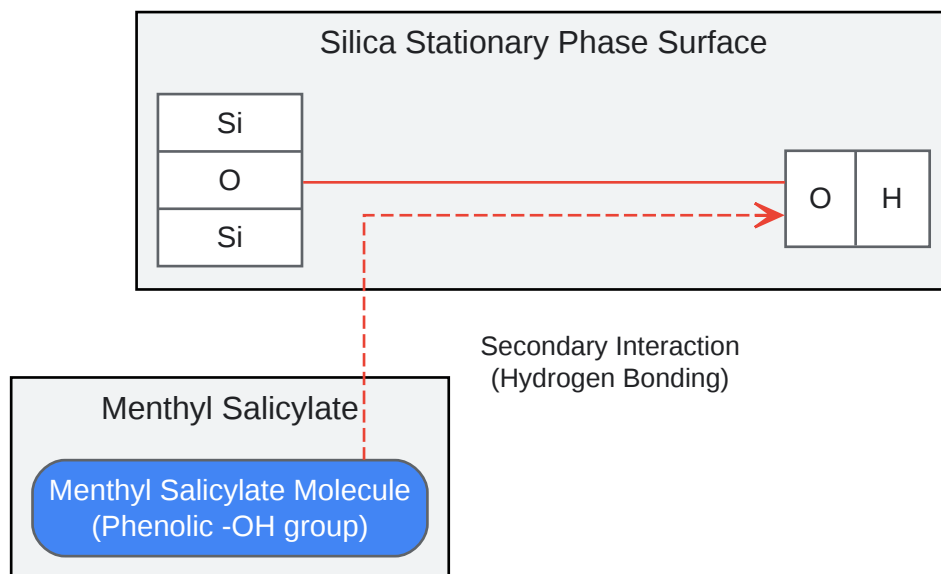 Silica Stationary Phase Surface
Si
O
Si
O
H
Secondary Interaction
(Hydrogen Bonding)
Menthyl Salicylate
Menthyl Salicylate Molecule
(Phenolic -OH group)